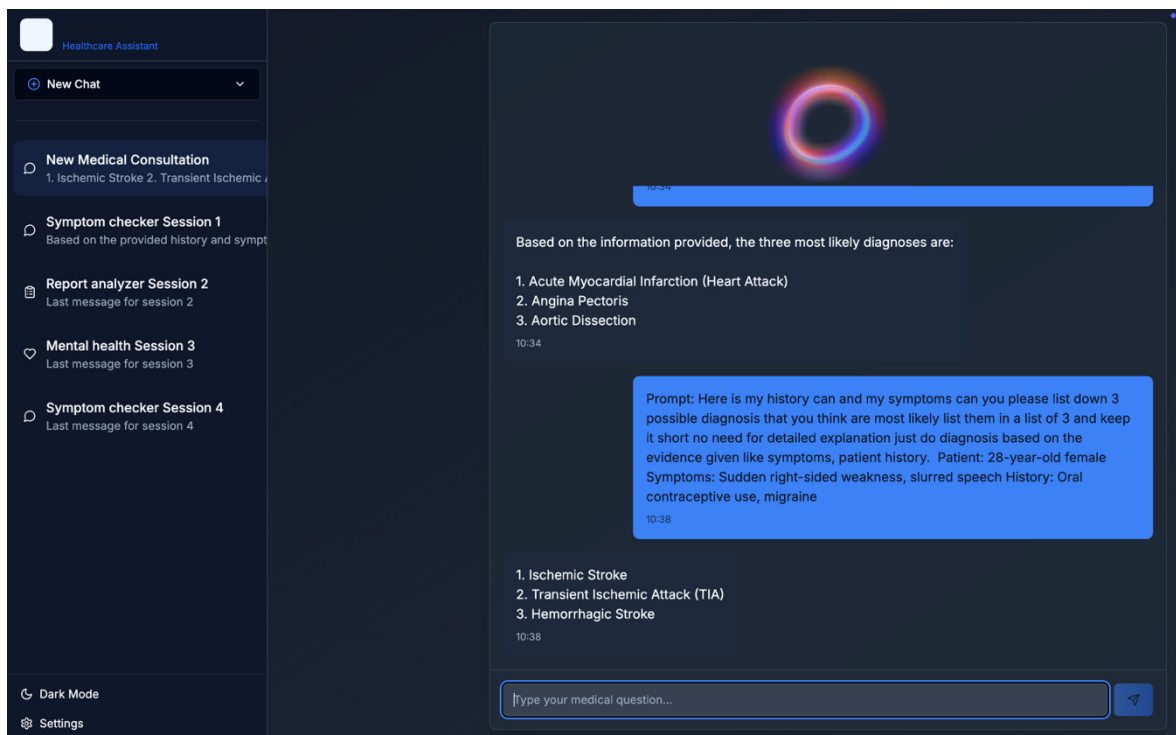 Healthcare Assistant
New Chat
New Medical Consultation
1. Ischemic Stroke 2. Transient Ischemic
Symptom checker Session 1
Based on the provided history and sympt
Report analyzer Session 2
Last message for session 2
Mental health Session 3
Last message for session 3
Symptom checker Session 4
Last message for session 4
Dark Mode
Settings
10:34
Based on the information provided, the three most likely diagnoses are:
1. Acute Myocardial Infarction (Heart Attack)
2. Angina Pectoris
3. Aortic Dissection
10:34
Prompt: Here is my history can and my symptoms can you please list down 3
possible diagnosis that you think are most likely list them in a list of 3 and keep
it short no need for detailed explanation just do diagnosis based on the
evidence given like symptoms, patient history. Patient: 28-year-old female
Symptoms: Sudden right-sided weakness, slurred speech History: Oral
contraceptive use, migraine
10:38
1. Ischemic Stroke
2. Transient Ischemic Attack (TIA)
3. Hemorrhagic Stroke
10:38
Type your medical question...